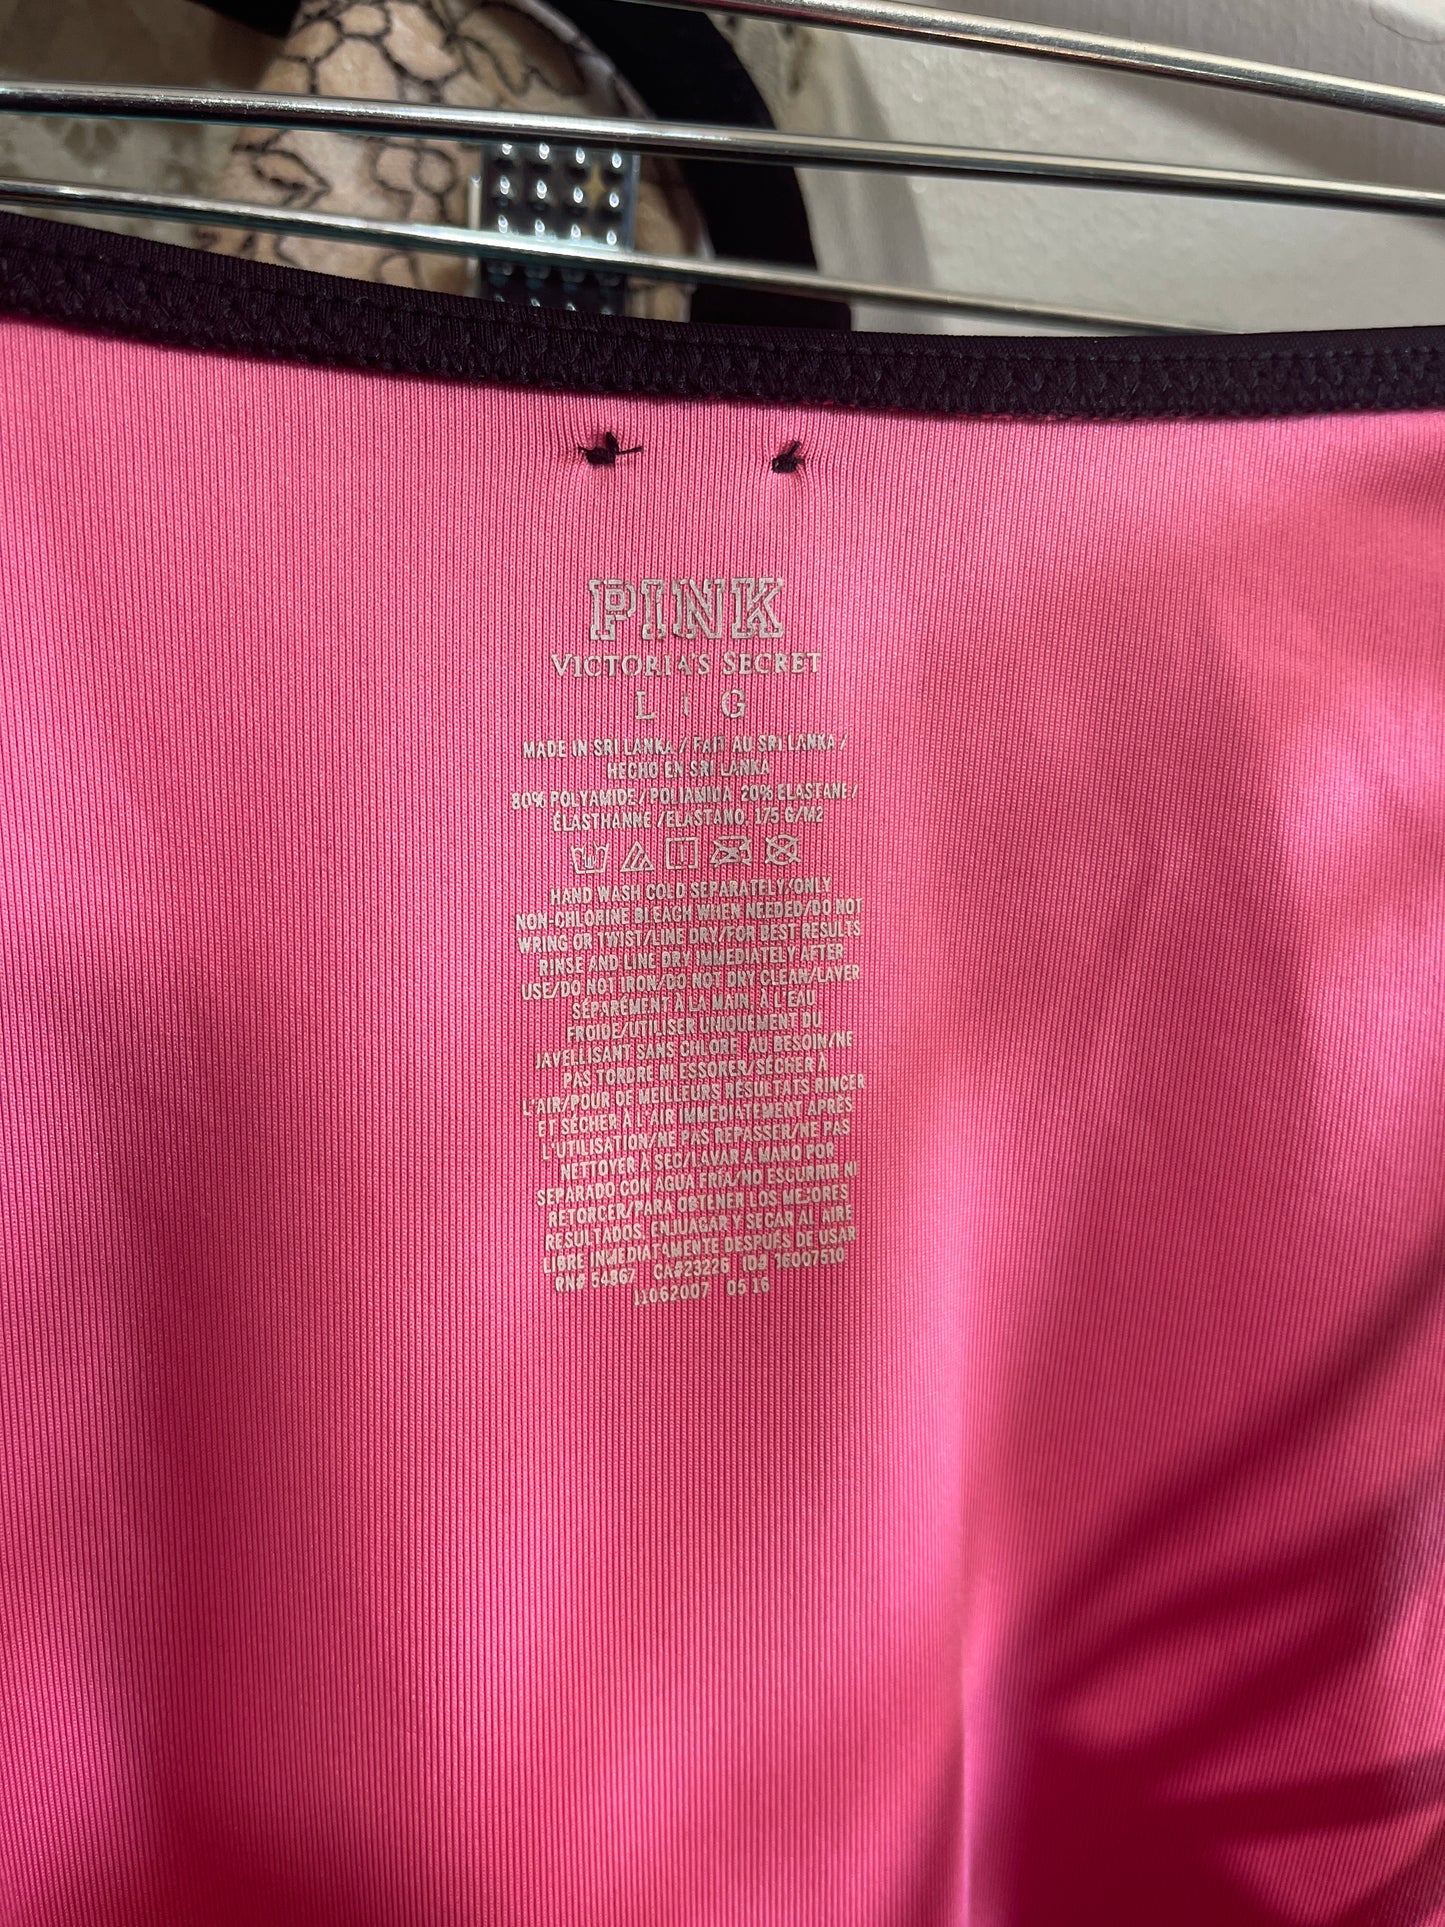 PINK
VICTORIA'S SECRET
L | G
MADE IN SRI LANKA / FAIT AU SRI LANKA /
HECHO EN SRI LANKA
80% POLYAMIDE / POLIAMIDA, 20% ELASTANE /
ÉLASTHANNE / ELASTANO, 175 G/M2
HAND WASH COLD SEPARATELY/ONLY
NON-CHLORINE BLEACH WHEN NEEDED/DO NOT
WRING OR TWIST/LINE DRY/FOR BEST RESULTS
RINSE AND LINE DRY IMMEDIATELY AFTER
USE/DO NOT IRON/DO NOT DRY CLEAN/LAVER
SÉPARÉMENT À LA MAIN, À L'EAU
FROIDE/UTILISER UNIQUEMENT DU
JAVELLISANT SANS CHLORE AU BESOIN/NE
PAS TORDRE NI ESSORER/SÉCHER À
L'AIR/POUR DE MEILLEURS RÉSULTATS RINCER
ET SÉCHER À L'AIR IMMÉDIATEMENT APRÈS
L'UTILISATION/NE PAS REPASSER/NE PAS
NETTOYER À SEC/LAVAR A MANO POR
SEPARADO CON AGUA FRÍA/NO ESCURRIR NI
RETORCER/PARA OBTENER LOS MEJORES
RESULTADOS, ENJUAGAR Y SECAR AL AIRE
LIBRE INMEDIATAMENTE DESPUÉS DE USAR
RN# 54867 CA#23226 ID# 16007510
11062007 05 16